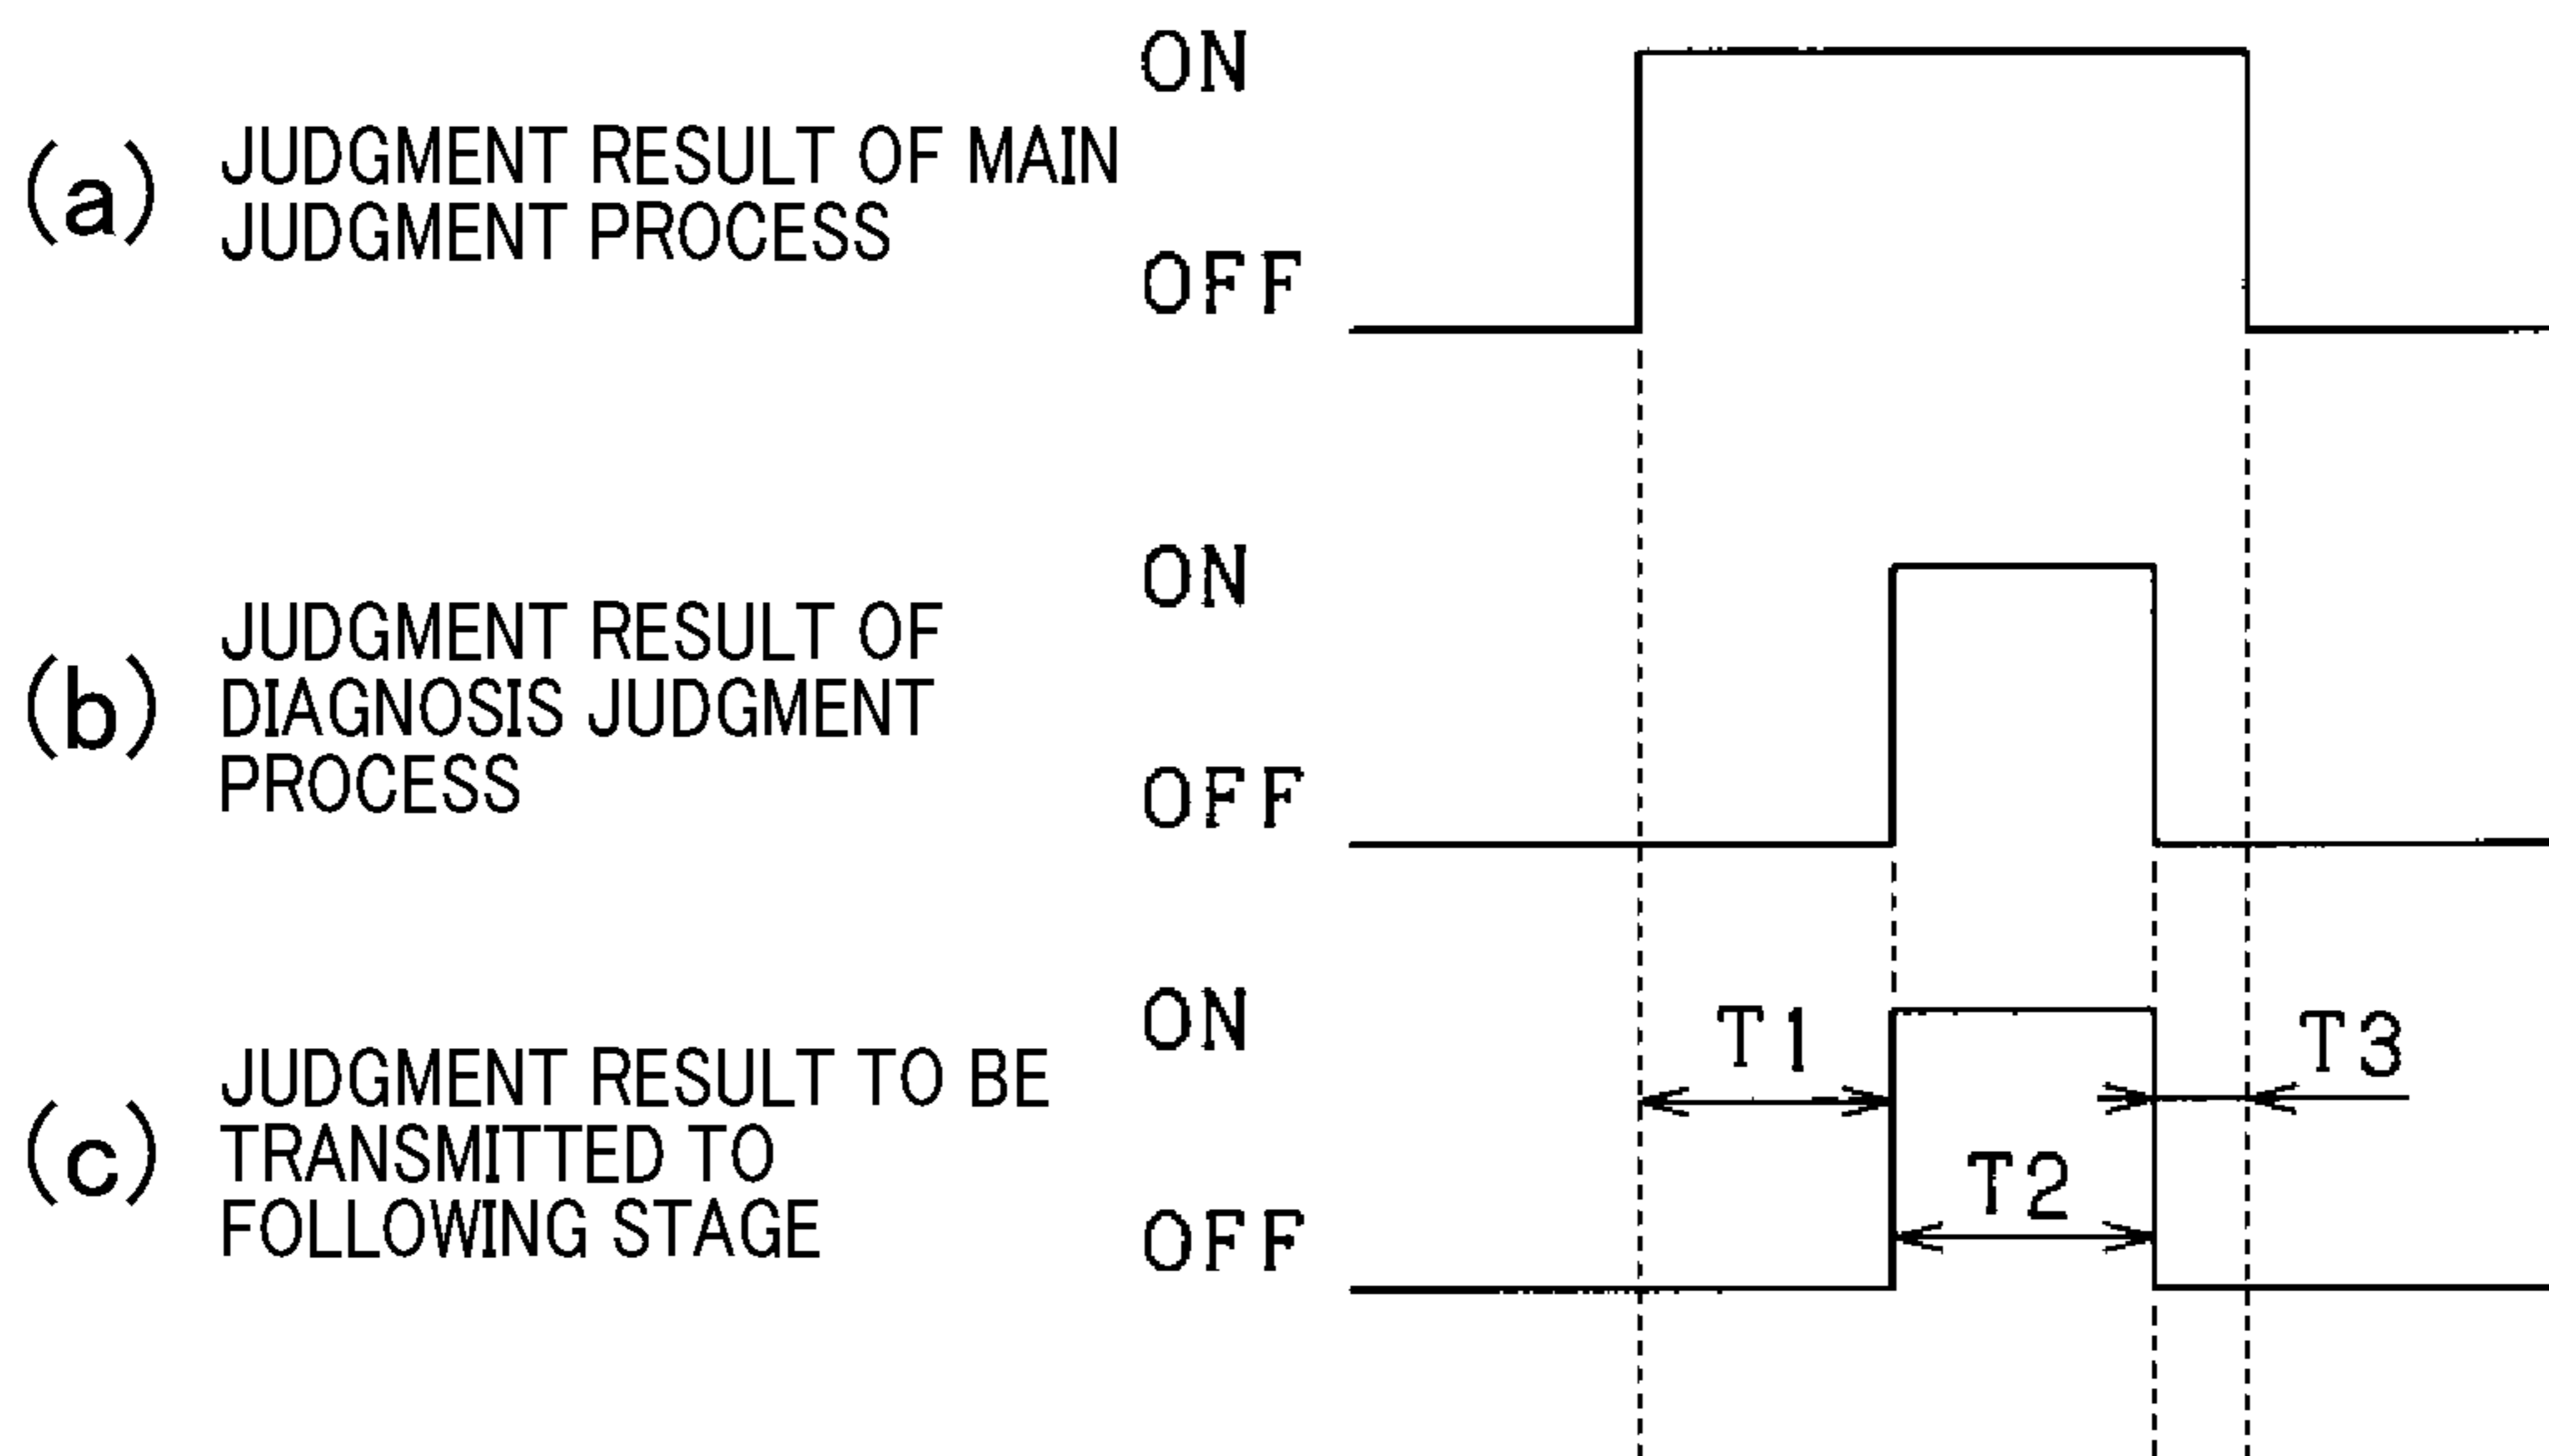 ON
(a) JUDGMENT RESULT OF MAIN
JUDGMENT PROCESS
OFF
ON
JUDGMENT RESULT OF
(b) DIAGNOSIS JUDGMENT
PROCESS
OFF
ON
T1
T3
JUDGMENT RESULT TO BE
(c) TRANSMITTED TO
FOLLOWING STAGE
T2
OFF